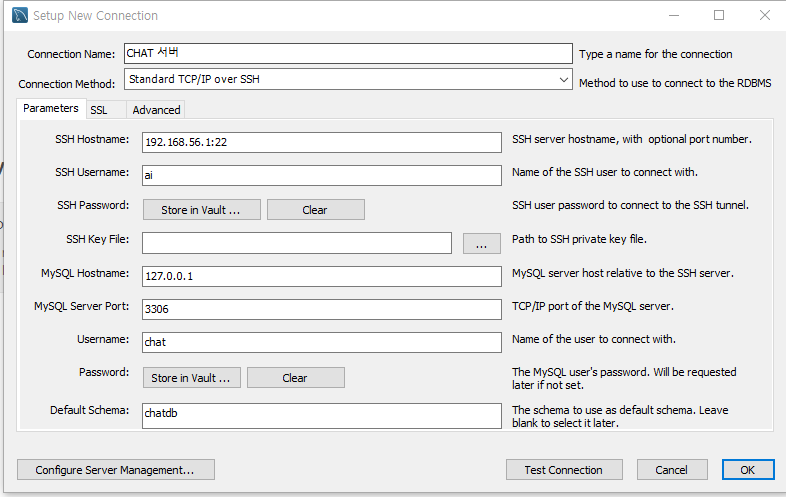 Setup New Connection
Connection Name: CHAT 서버 Type a name for the connection
Connection Method: Standard TCP/IP over SSH Method to use to connect to the RDBMS
Parameters SSL Advanced
SSH Hostname: 192.168.56.1:22 SSH server hostname, with optional port number.
SSH Username: ai Name of the SSH user to connect with.
SSH Password: Store in Vault ... Clear SSH user password to connect to the SSH tunnel.
SSH Key File: ... Path to SSH private key file.
MySQL Hostname: 127.0.0.1 MySQL server host relative to the SSH server.
MySQL Server Port: 3306 TCP/IP port of the MySQL server.
Username: chat Name of the user to connect with.
Password: Store in Vault ... Clear The MySQL user's password. Will be requested
later if not set.
Default Schema: chatdb The schema to use as default schema. Leave
blank to select it later.
Configure Server Management... Test Connection Cancel OK